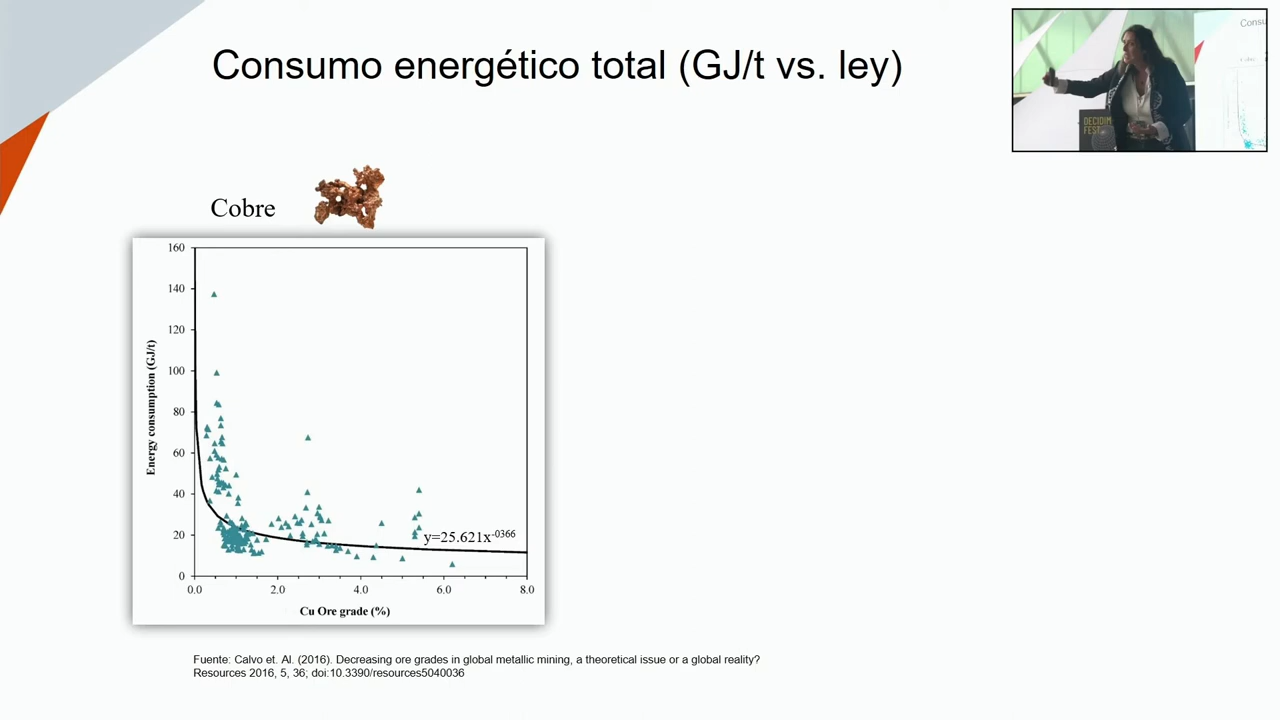 Consumo energético total (GJ/t vs. ley)
Consu
DECIDIM
FEST
Cobre
160
140
120
100
80
60
40
20
0
Energy consumption (GJ/t)
y=25.621x-0366
0.0 2.0 4.0 6.0 8.0
Cu Ore grade (%)
Fuente: Calvo et. Al. (2016). Decreasing ore grades in global metallic mining, a theoretical issue or a global reality?
Resources 2016, 5, 36; doi:10.3390/resources5040036